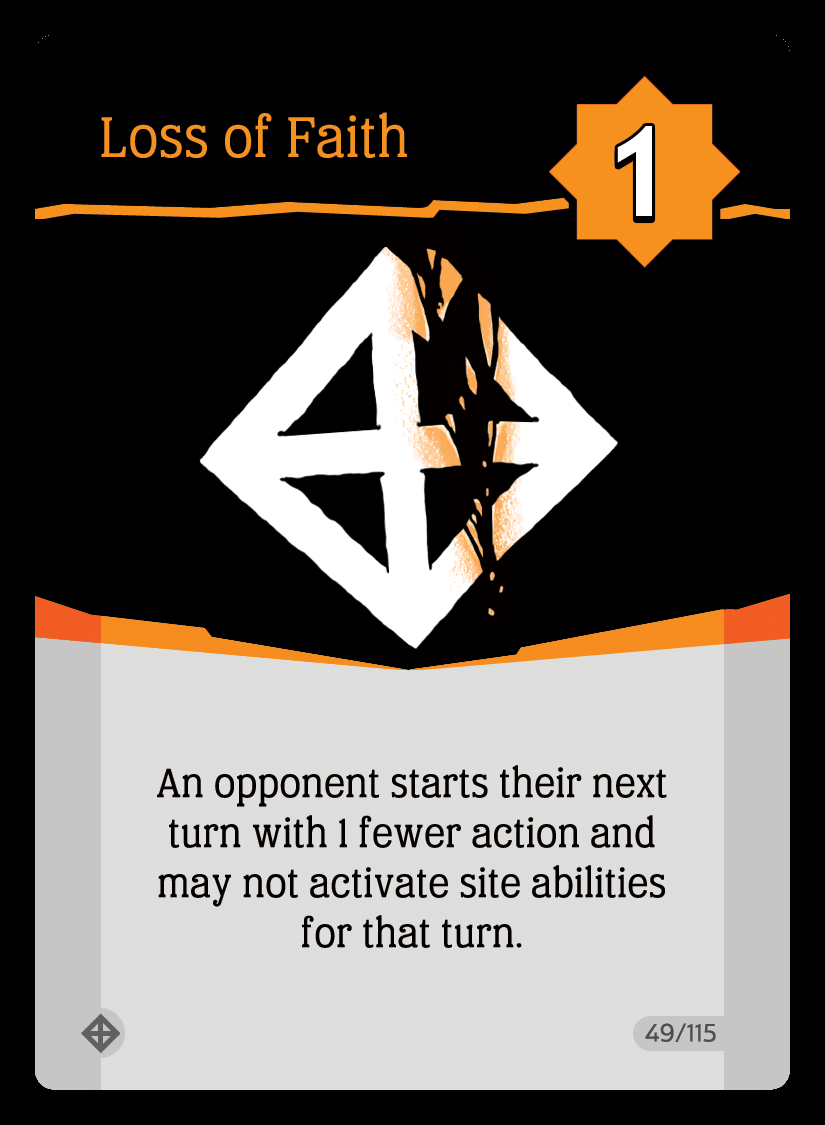 Loss of Faith
1
An opponent starts their next
turn with 1 fewer action and
may not activate site abilities
for that turn.
49/115